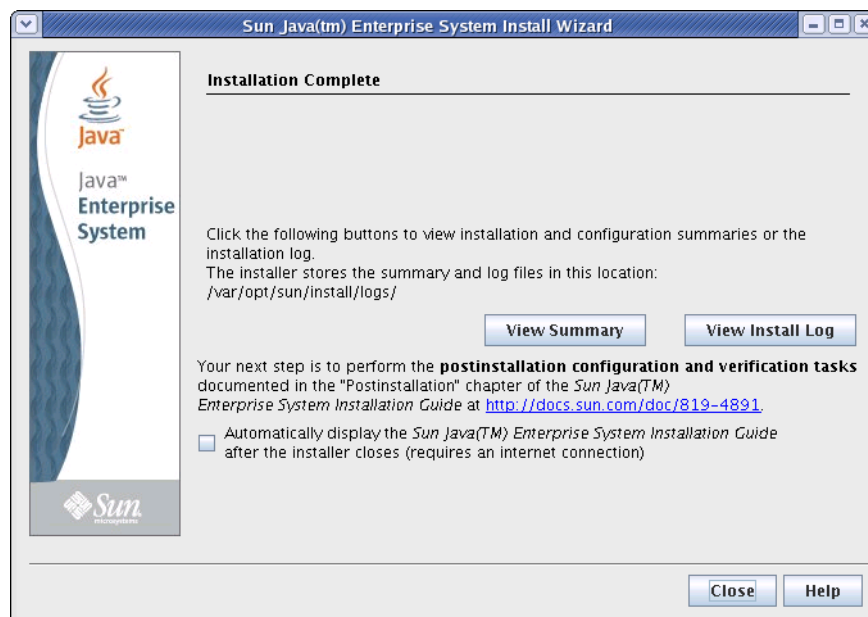 Sun Java(tm) Enterprise System Install Wizard
Java™
Java™
Enterprise
System
Sun
microsystems
Installation Complete
Click the following buttons to view installation and configuration summaries or the
installation log.
The installer stores the summary and log files in this location:
/var/opt/sun/install/logs/
View Summary
View Install Log
Your next step is to perform the postinstallation configuration and verification tasks
documented in the "Postinstallation" chapter of the Sun Java(TM)
Enterprise System Installation Guide at http://docs.sun.com/doc/819-4891.
Automatically display the Sun Java(TM) Enterprise System Installation Guide
after the installer closes (requires an internet connection)
Close
Help